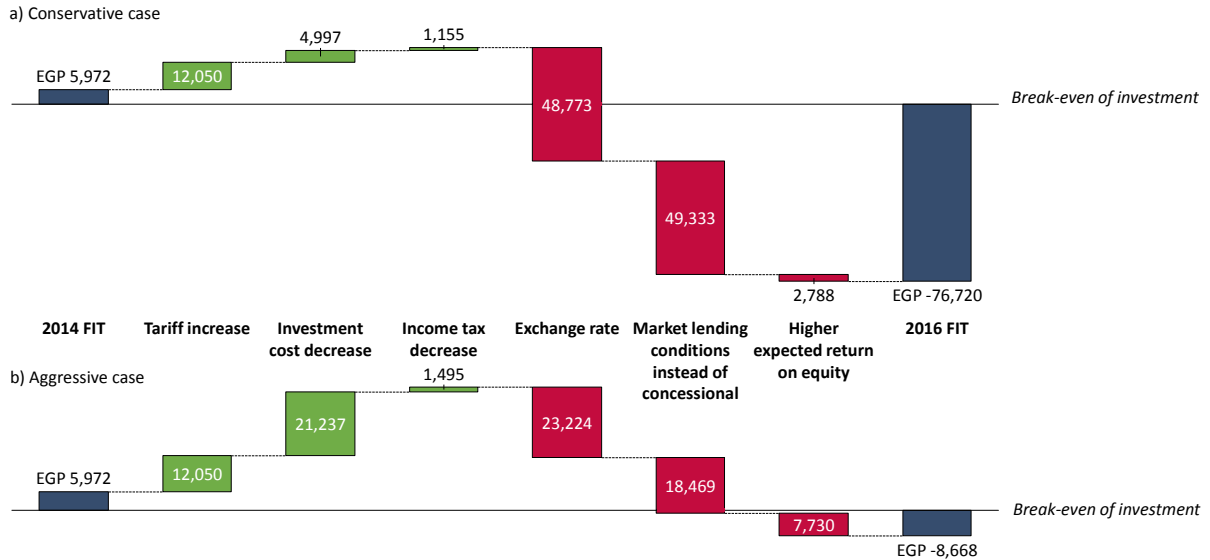 a) Conservative case
EGP 5,972
12,050
4,997
1,155
48,773
49,333
2,788
EGP -76,720
Break-even of investment
2014 FIT
Tariff increase
Investment
cost decrease
Income tax
decrease
Exchange rate
Market lending
conditions
instead of
concessional
Higher
expected return
on equity
2016 FIT
b) Aggressive case
EGP 5,972
12,050
21,237
1,495
23,224
18,469
7,730
EGP -8,668
Break-even of investment